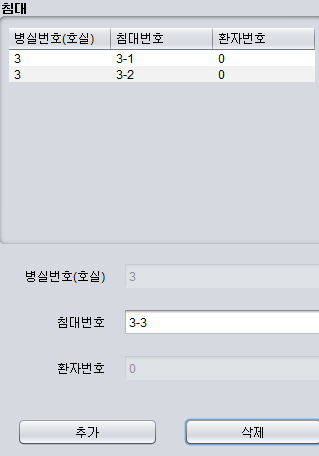 침대
병실번호(호실) 침대번호 환자번호
3 3-1 0
3 3-2 0
병실번호(호실) 3
침대번호 3-3
환자번호 0
추가 삭제